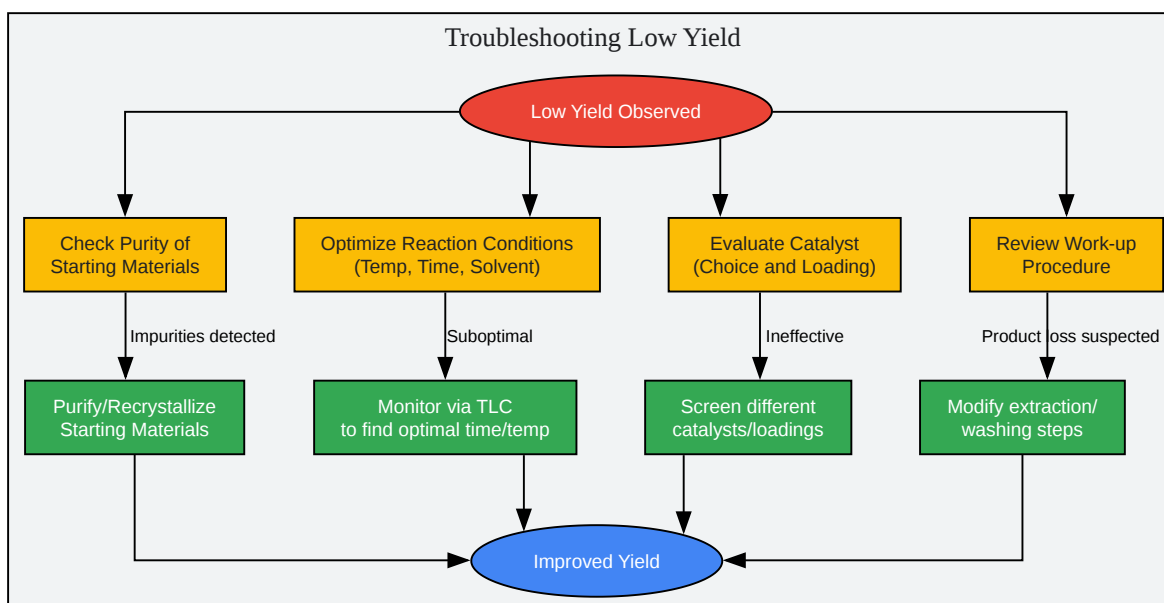 Troubleshooting Low Yield
Low Yield Observed
Check Purity of
Starting Materials
Optimize Reaction Conditions
(Temp, Time, Solvent)
Evaluate Catalyst
(Choice and Loading)
Review Work-up
Procedure
Impurities detected
Suboptimal
Ineffective
Product loss suspected
Purify/Recrystallize
Starting Materials
Monitor via TLC
to find optimal time/temp
Screen different
catalysts/loadings
Modify extraction/
washing steps
Improved Yield